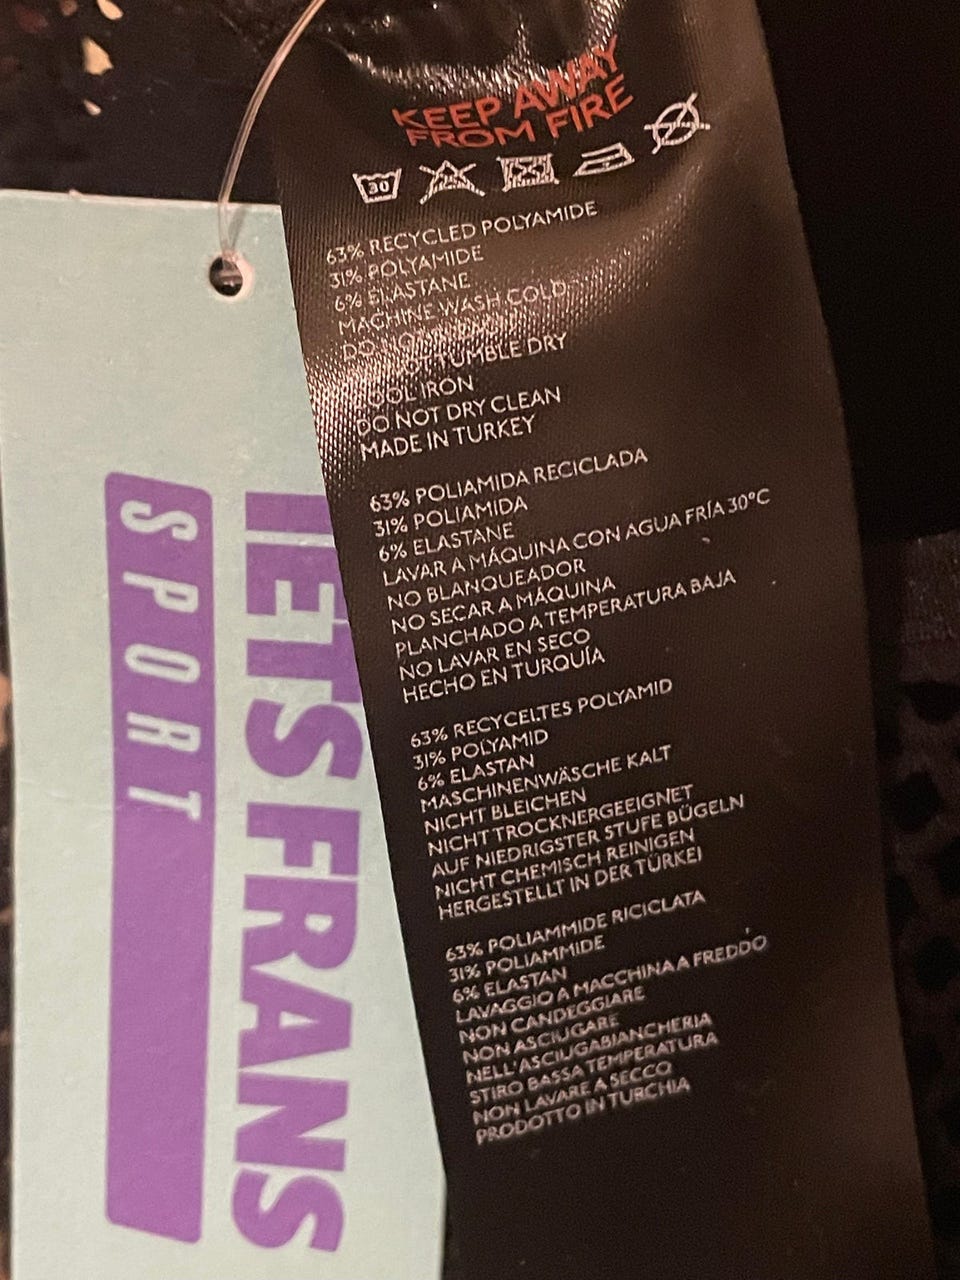 KEEP AWAY
FROM FIRE
30
63% RECYCLED POLYAMIDE
31% POLYAMIDE
6% ELASTANE
MACHINE WASH COLD
DO NOT
NOT TUMBLE DRY
COOL IRON
DO NOT DRY CLEAN
MADE IN TURKEY
63% POLIAMIDA RECICLADA
31% POLIAMIDA
6% ELASTANE
LAVAR A MÁQUINA CON AGUA FRÍA 30°C
NO BLANQUEADOR
NO SECAR A MÁQUINA
PLANCHADO A TEMPERATURA BAJA
NO LAVAR EN SECO
HECHO EN TURQUÍA
63% RECYCELTES POLYAMID
31% POLYAMID
6% ELASTAN
MASCHINENWÄSCHE KALT
NICHT BLEICHEN
NICHT TROCKNERGEEIGNET
AUF NIEDRIGSTER STUFE BÜGELN
NICHT CHEMISCH REINIGEN
HERGESTELLT IN DER TÜRKEI
63% POLIAMMIDE RICICLATA
31% POLIAMMIDE
6% ELASTAN
LAVAGGIO A MACCHINA A FREDDO
NON CANDEGGIARE
NON ASCIUGARE
NELL'ASCIUGABIANCHERIA
STIRO BASSA TEMPERATURA
NON LAVARE A SECCO
PRODOTTO IN TURCHIA
IETS FRANS
SPORT